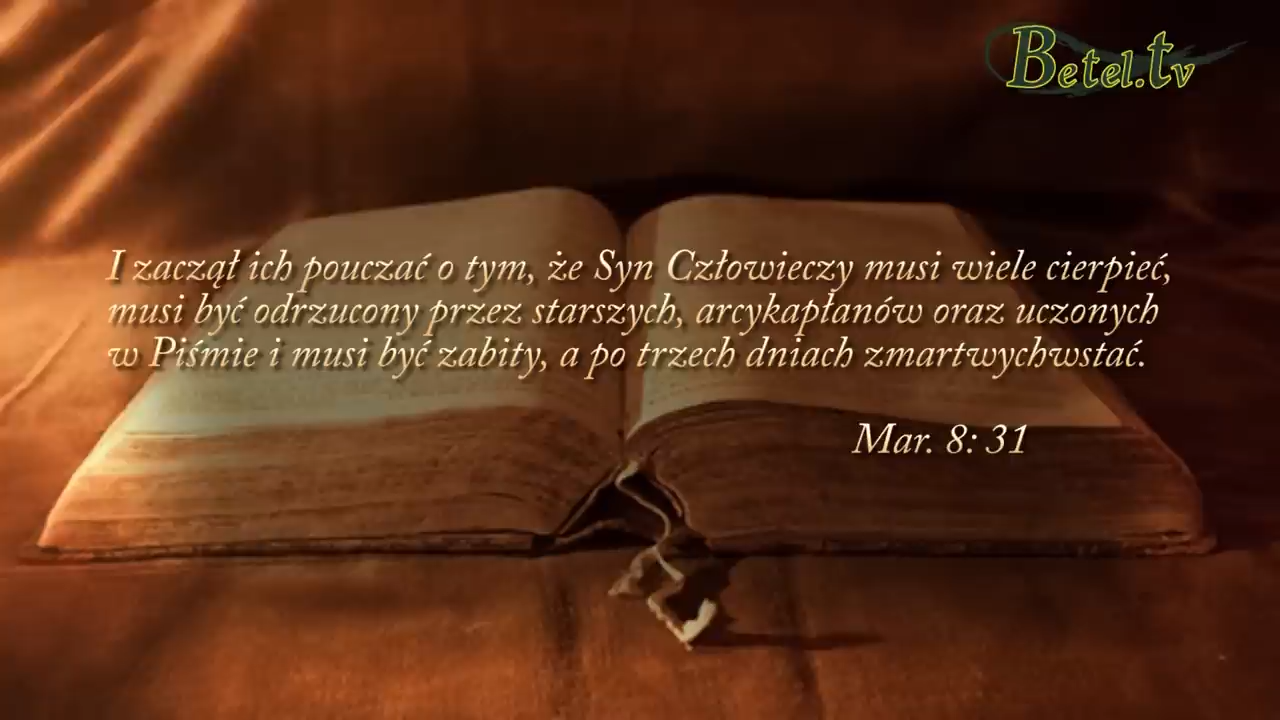 Betel.tv
I zaczął ich pouczać o tym, że Syn Człowieczy musi wiele cierpieć,
musi być odrzucony przez starszych, arcykapłanów oraz uczonych
w Piśmie i musi być zabity, a po trzech dniach zmartwychwstać.
Mar. 8: 31